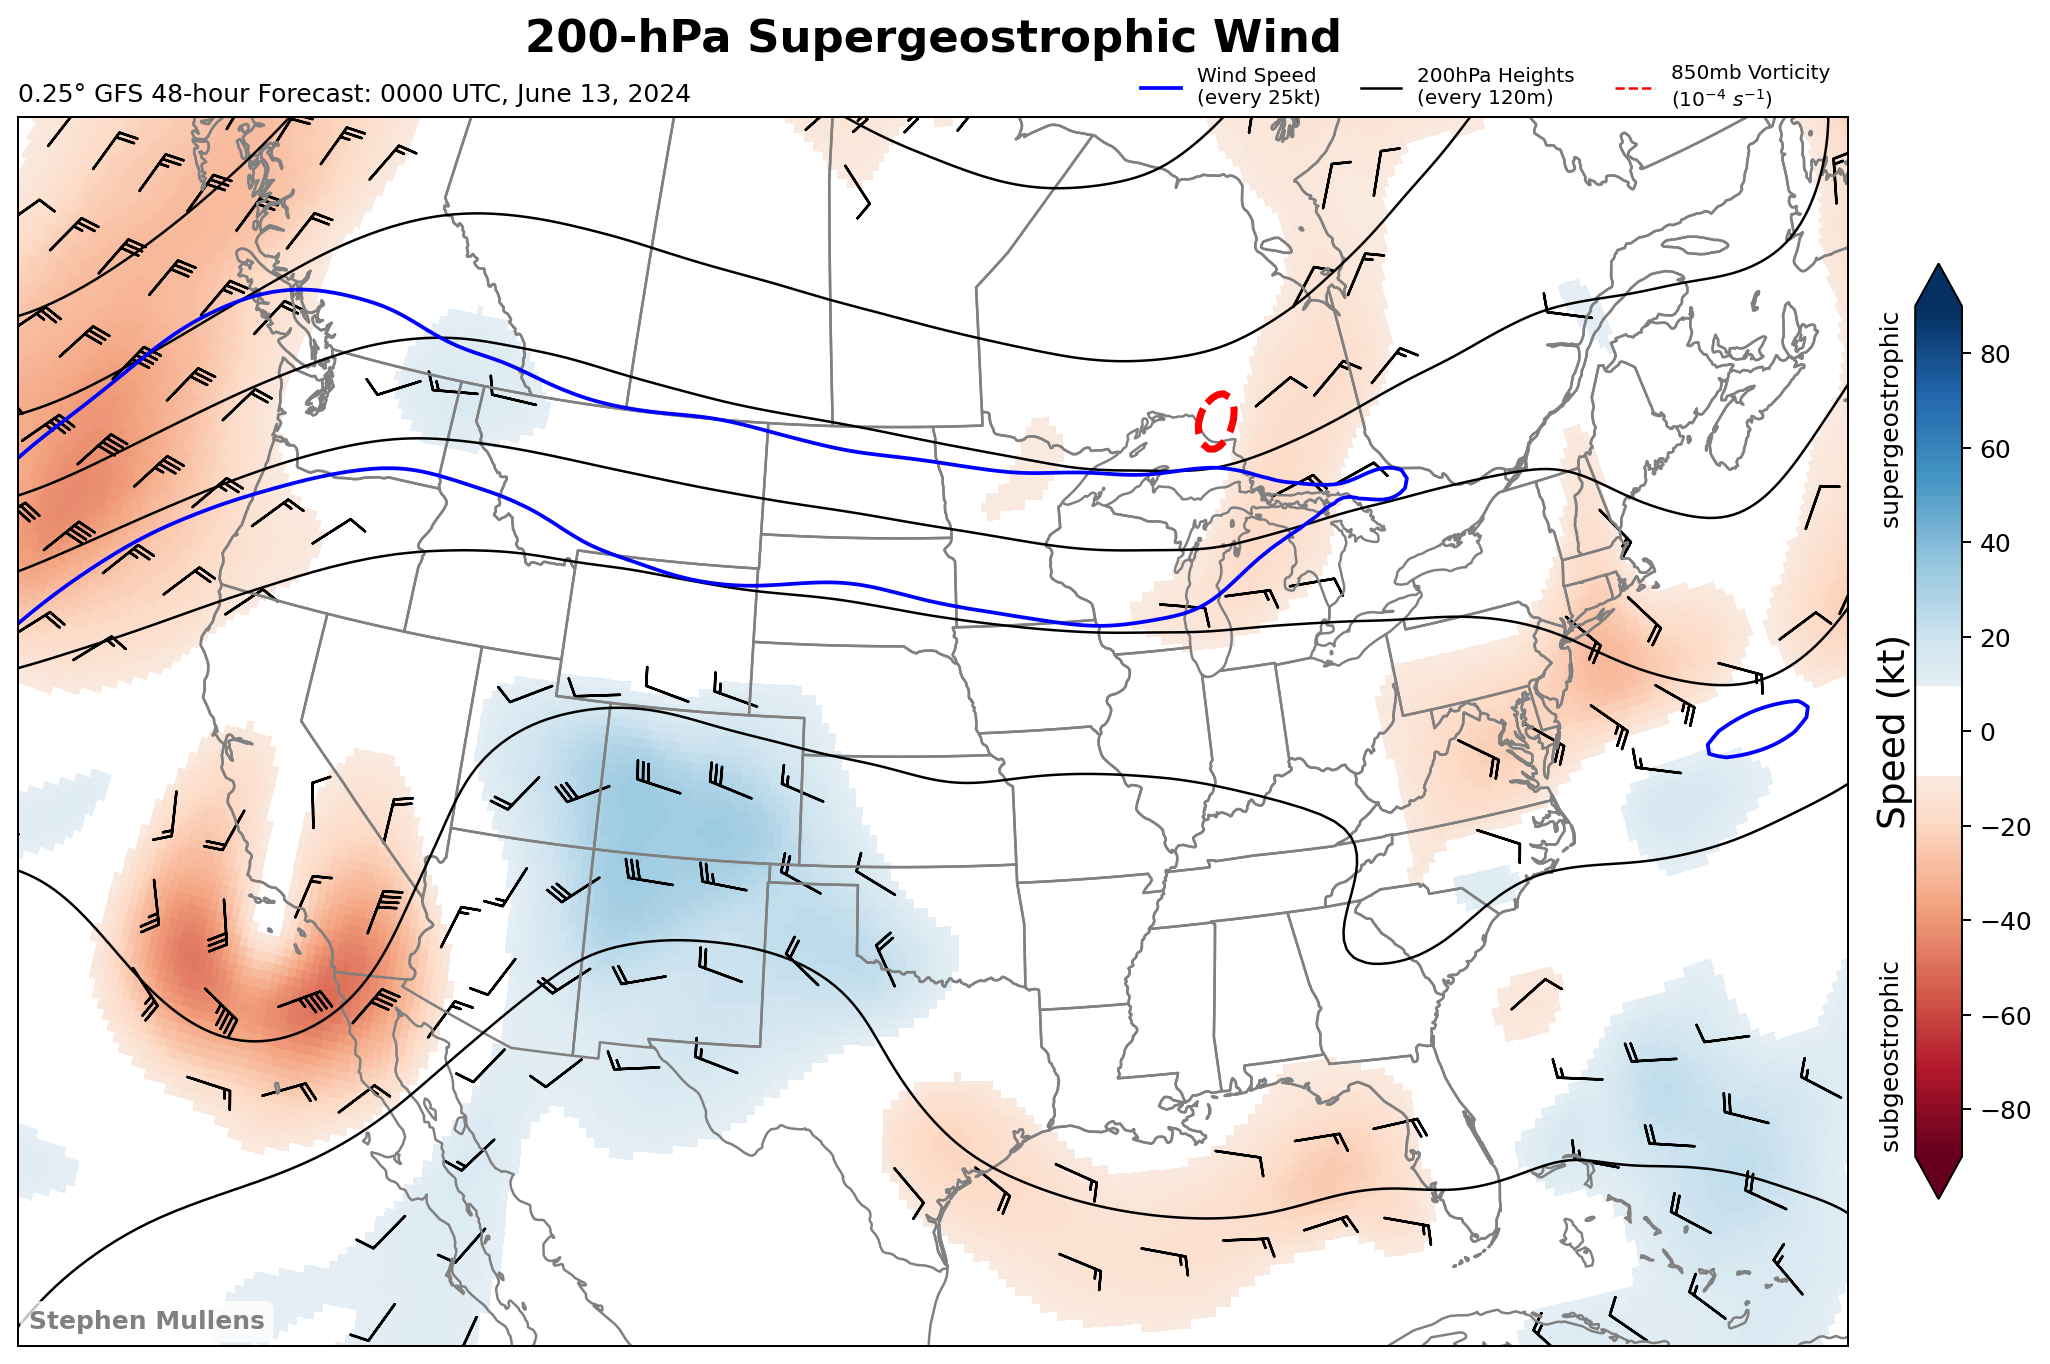 200-hPa Supergeostrophic Wind
0.25° GFS 48-hour Forecast: 0000 UTC, June 13, 2024
Wind Speed
(every 25kt)
200hPa Heights
(every 120m)
850mb Vorticity
(10⁻⁴ s⁻¹)
supergeostrophic
Speed (kt)
subgeostrophic
80
60
40
20
0
−20
−40
−60
−80
Stephen Mullens